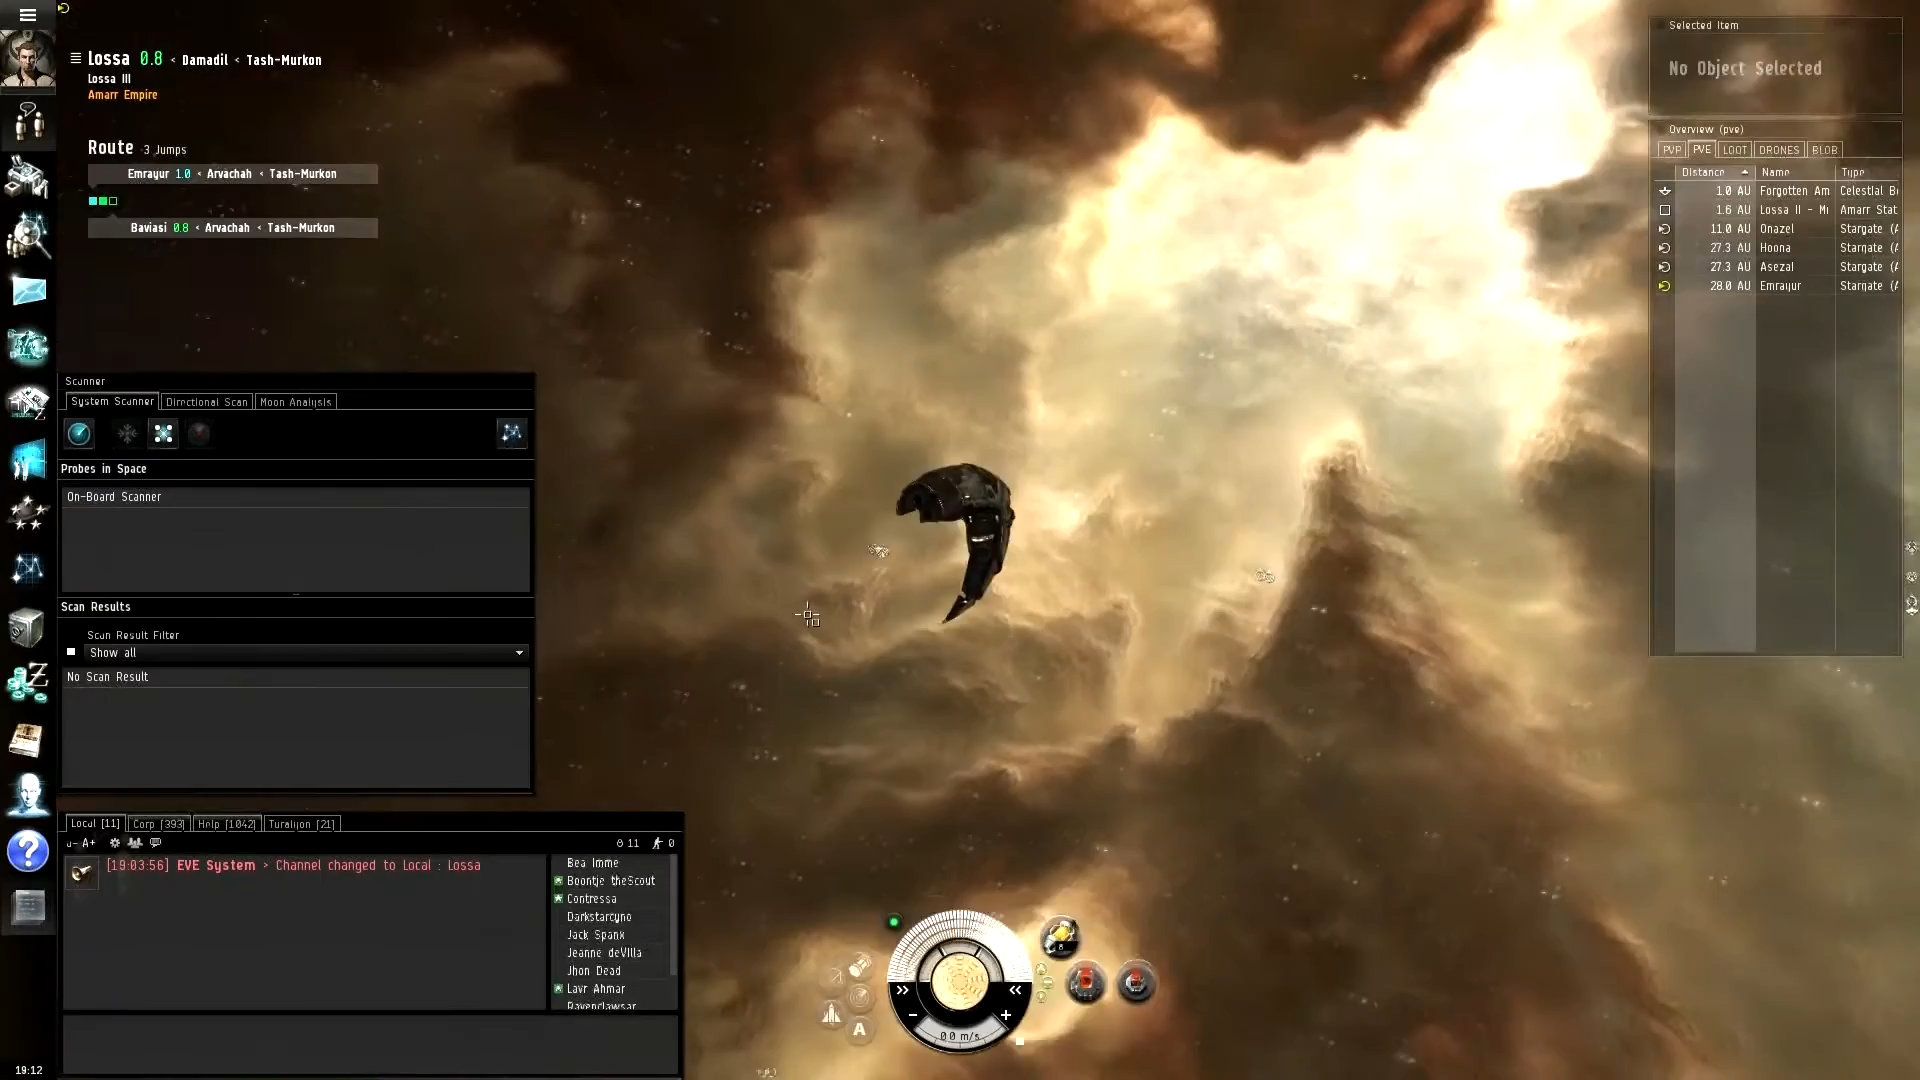 Lossa 0.8 < Damadil < Tash-Murkon
Lossa III
Amarr Empire
Route 3 Jumps
Emrayur 1.0 < Arvachah < Tash-Murkon
Baviasi 0.8 < Arvachah < Tash-Murkon
Scanner
System Scanner Directional Scan Moon Analysis
Probes in Space
On-Board Scanner
Scan Results
Scan Result Filter
Show all
No Scan Result
Local [11] Corp [393] Help [1042] Turalyon [21]
a- A+ 11 0
[19:03:56] EVE System > Channel changed to Local : Lossa
Bea Imme
Boontje theScout
Contressa
Darkstarcyno
Jack Spanx
Jeanne deVilla
Jhon Dead
Lavr Ahmar
19:12
A
8
0.0 m/s
Selected Item
No Object Selected
Overview (pve)
PVP PVE LOOT DRONES BLOB
Distance Name Type
1.0 AU Forgotten Am Celestial B
1.6 AU Lossa II - M Amarr Stat
11.0 AU Onazel Stargate (A
27.3 AU Hoona Stargate (A
27.3 AU Asezal Stargate (A
28.0 AU Emrayur Stargate (A